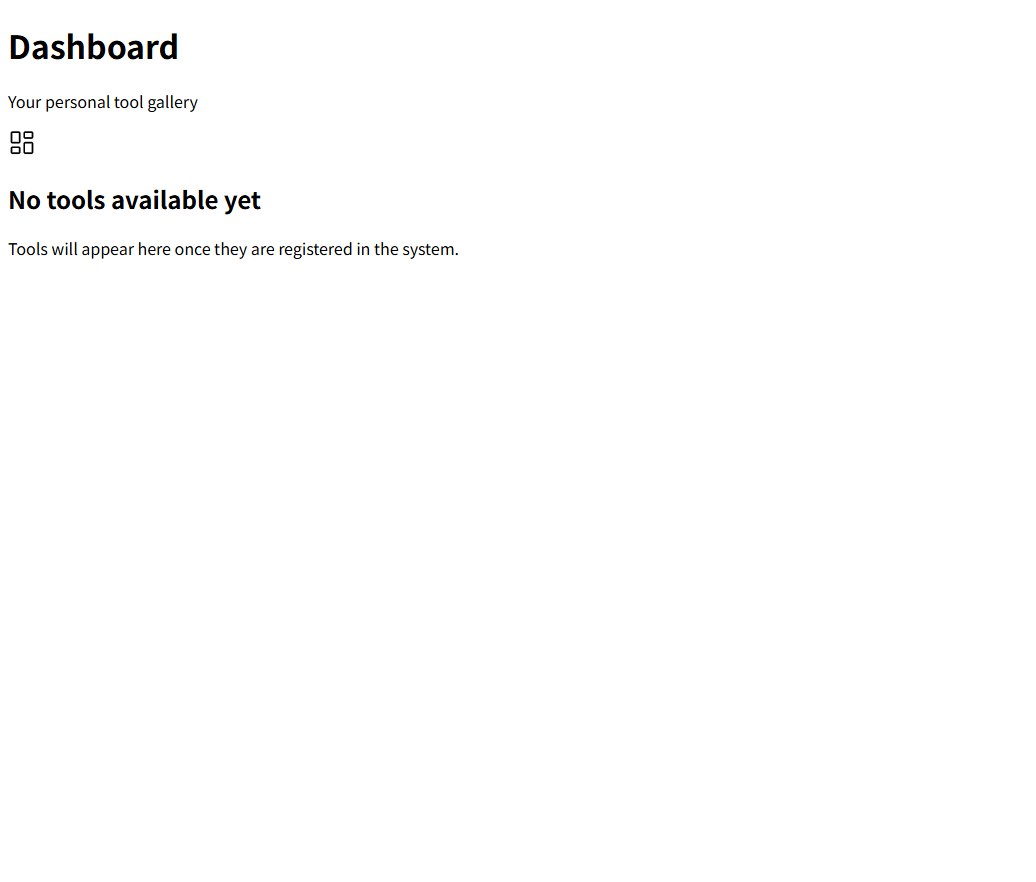 Dashboard
Your personal tool gallery
No tools available yet
Tools will appear here once they are registered in the system.